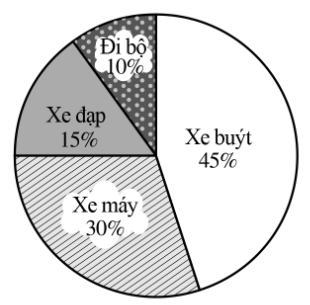 Đi bộ
10%
Xe đạp
15%
Xe buýt
45%
Xe máy
30%